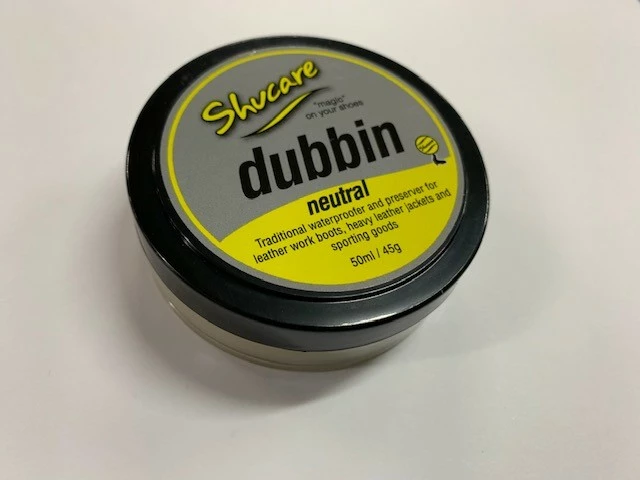 Shucare
"magic"
on your shoes
dubbin
neutral
Traditional waterproofer and preserver for
leather work boots, heavy leather jackets and
sporting goods
50ml / 45g